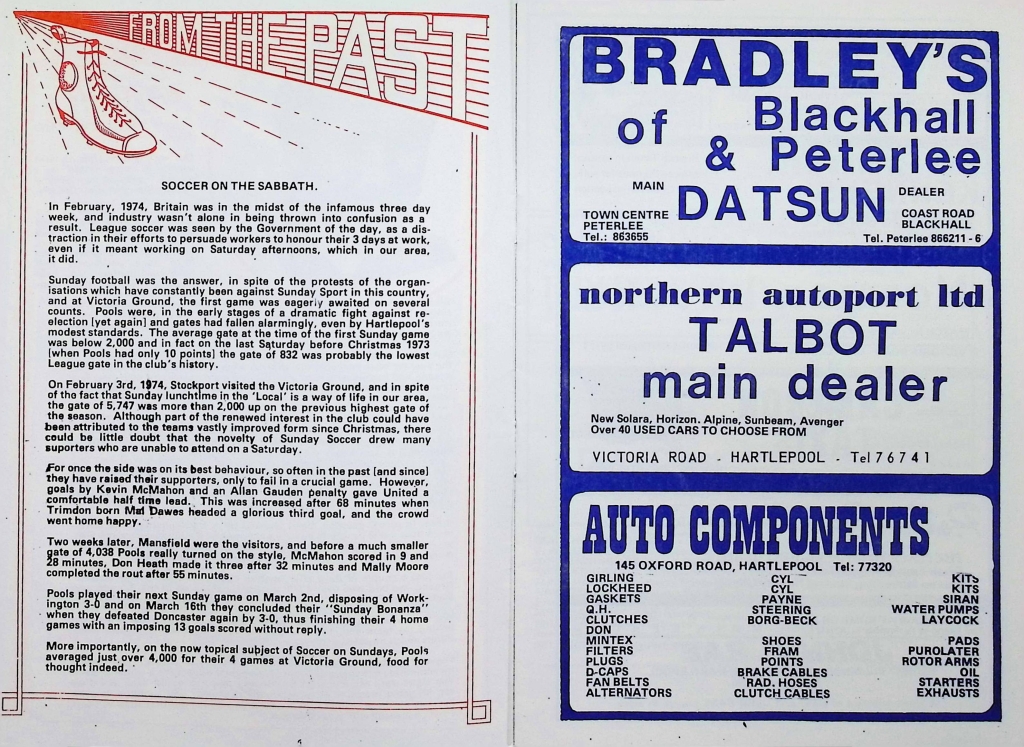 FROM THE PAST
SOCCER ON THE SABBATH.
In February, 1974, Britain was in the midst of the infamous three day
week, and industry wasn't alone in being thrown into confusion as a
result. League soccer was seen by the Government of the day, as a dis-
traction in their efforts to persuade workers to honour their 3 days at work,
even if it meant working on Saturday afternoons, which in our area,
it did.
Sunday football was the answer, in spite of the protests of the organ-
isations which have constantly been against Sunday Sport in this country,
and at Victoria Ground, the first game was eagerly awaited on several
counts. Pools were, in the early stages of a dramatic fight against re-
election [yet again] and gates had fallen alarmingly, even by Hartlepool's
modest standards. The average gate at the time of the first Sunday game
was below 2,000 and in fact on the last Saturday before Christmas 1973
[when Pools had only 10 points] the gate of 832 was probably the lowest
League gate in the club's history.
On February 3rd, 1974, Stockport visited the Victoria Ground, and in spite
of the fact that Sunday lunchtime in the 'Local' is a way of life in our area,
the gate of 5,747 was more than 2,000 up on the previous highest gate of
the season. Although part of the renewed interest in the club could have
been attributed to the teams vastly improved form since Christmas, there
could be little doubt that the novelty of Sunday Soccer drew many
suporters who are unable to attend on a Saturday.
For once the side was on its best behaviour, so often in the past [and since]
they have raised their supporters, only to fail in a crucial game. However,
goals by Kevin McMahon and an Allan Gauden penalty gave United a
comfortable half time lead. This was increased after 68 minutes when
Trimdon born Mal Dawes headed a glorious third goal, and the crowd
went home happy.
Two weeks later, Mansfield were the visitors, and before a much smaller
gate of 4,038 Pools really turned on the style, McMahon scored in 9 and
28 minutes, Don Heath made it three after 32 minutes and Mally Moore
completed the rout after 55 minutes.
Pools played their next Sunday game on March 2nd, disposing of Work-
ington 3-0 and on March 16th they concluded their "Sunday Bonanza"
when they defeated Doncaster again by 3-0, thus finishing their 4 home
games with an imposing 13 goals scored without reply.
More importantly, on the now topical subject of Soccer on Sundays, Pools
averaged just over 4,000 for their 4 games at Victoria Ground, food for
thought indeed.
BRADLEY'S
of Blackhall
& Peterlee
MAIN DATSUN DEALER
TOWN CENTRE
PETERLEE
Tel.: 863655
COAST ROAD
BLACKHALL
Tel. Peterlee 866211 - 6
northern autoport ltd
TALBOT
main dealer
New Solara, Horizon. Alpine, Sunbeam, Avenger
Over 40 USED CARS TO CHOOSE FROM
VICTORIA ROAD - HARTLEPOOL - Tel 76741
AUTO COMPONENTS
145 OXFORD ROAD, HARTLEPOOL Tel: 77320
GIRLING CYL KITS
LOCKHEED CYL KITS
GASKETS PAYNE SIRAN
Q.H. STEERING WATER PUMPS
CLUTCHES BORG-BECK LAYCOCK
DON
MINTEX SHOES PADS
FILTERS FRAM PUROLATER
PLUGS POINTS ROTOR ARMS
D-CAPS BRAKE CABLES OIL
FAN BELTS RAD. HOSES STARTERS
ALTERNATORS CLUTCH CABLES EXHAUSTS